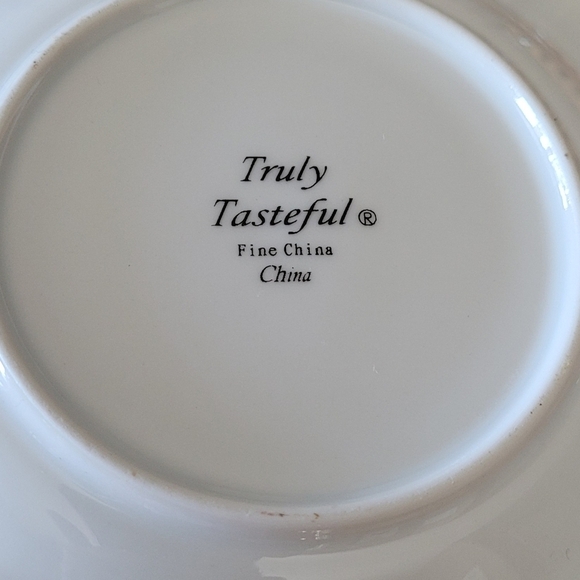 Truly
Tasteful ®
Fine China
China